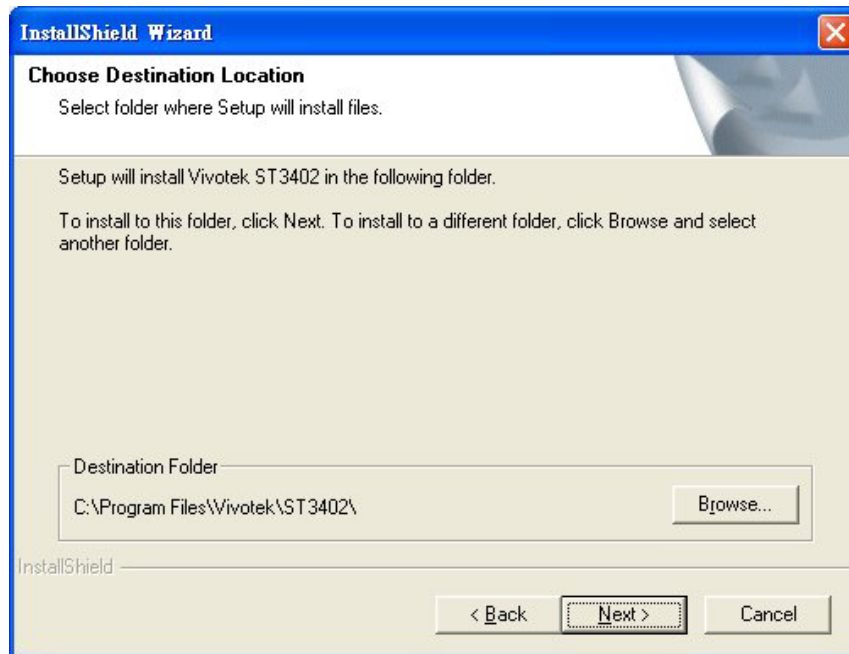 InstallShield Wizard
Choose Destination Location
Select folder where Setup will install files.
Setup will install Vivotek ST3402 in the following folder.
To install to this folder, click Next. To install to a different folder, click Browse and select
another folder.
Destination Folder
C:\Program Files\Vivotek\ST3402\
Browse...
InstallShield
< Back
Next >
Cancel